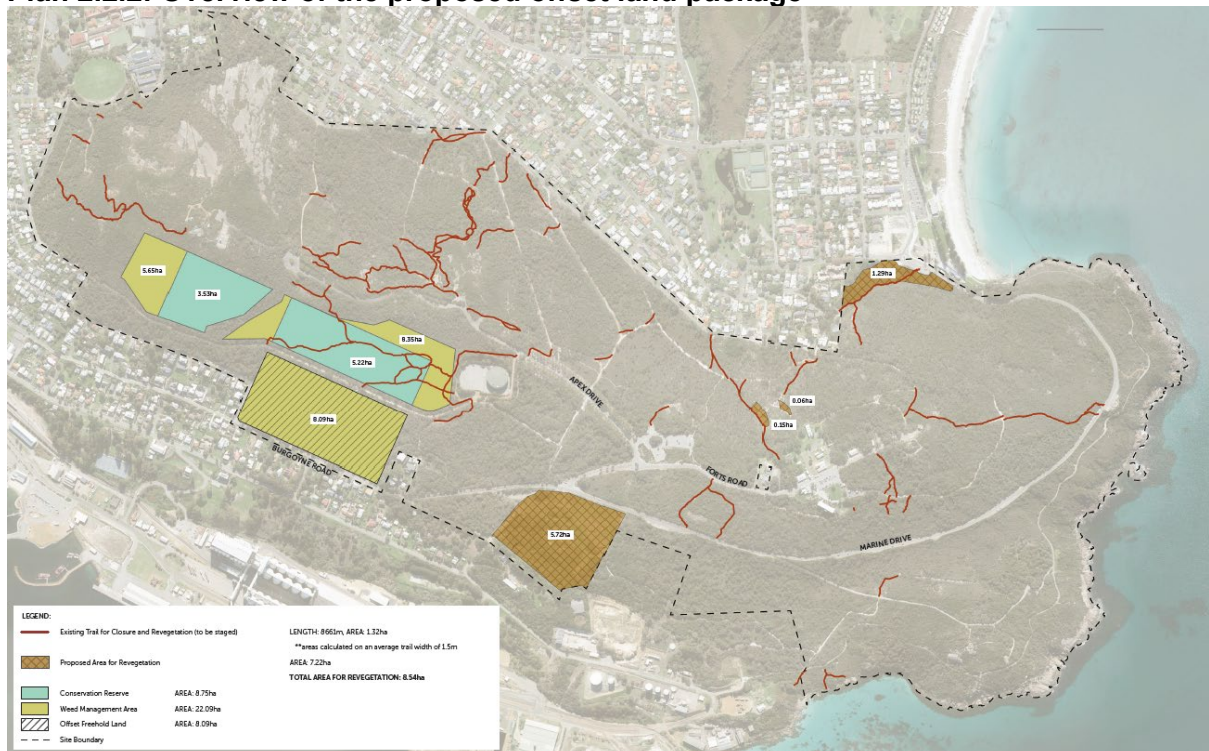 Plan 2.2.2: Overview of the proposed offset land package
1.29ha
5.65ha
3.53ha
8.35ha
5.22ha
APEX DRIVE
0.06ha
0.15ha
8.09ha
BURGOYNE ROAD
FORTS ROAD
5.72ha
MARINE DRIVE
LEGEND:
Existing Trail for Closure and Revegetation (to be staged) LENGTH: 8661m, AREA: 1.32ha
**areas calculated on an average trail width of 1.5m
Proposed Area for Revegetation AREA: 7.22ha
TOTAL AREA FOR REVEGETATION: 8.54ha
Conservation Reserve AREA: 8.75ha
Weed Management Area AREA: 22.09ha
Offset Freehold Land AREA: 8.09ha
Site Boundary